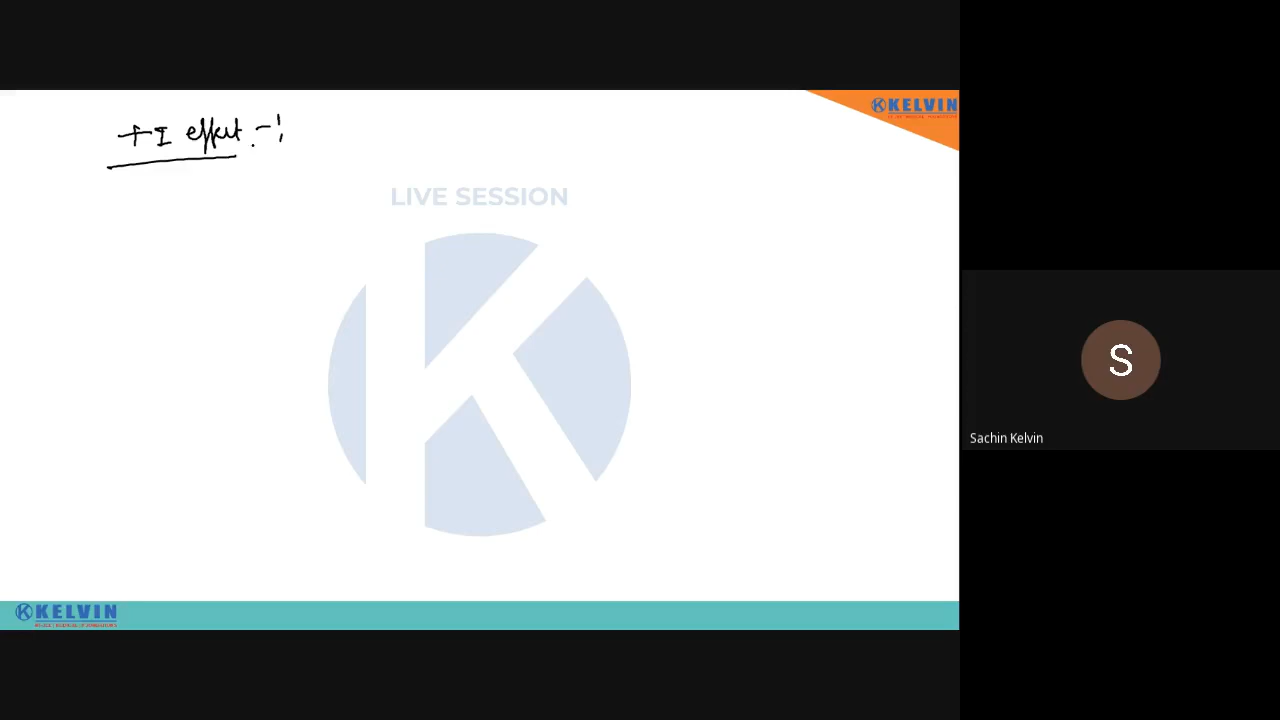 +I effect :-
KELVIN
LIVE SESSION
S
Sachin Kelvin
KELVIN